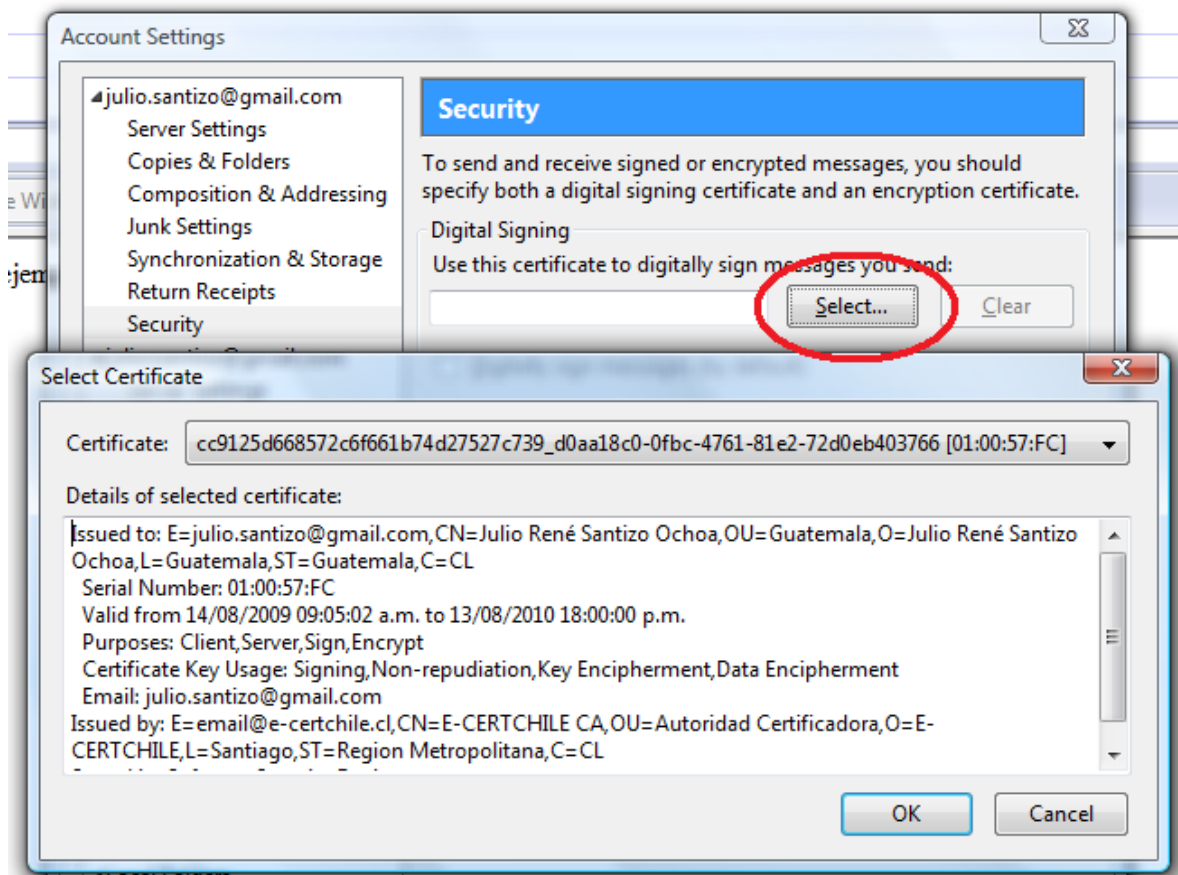 Account Settings
julio.santizo@gmail.com
Server Settings
Copies & Folders
Composition & Addressing
Junk Settings
Synchronization & Storage
Return Receipts
Security
Security
To send and receive signed or encrypted messages, you should
specify both a digital signing certificate and an encryption certificate.
Digital Signing
Use this certificate to digitally sign messages you send:
Select...
Clear
e Wi
ejem
Select Certificate
Certificate:
cc9125d668572c6f661b74d27527c739_d0aa18c0-0fbc-4761-81e2-72d0eb403766 [01:00:57:FC]
Details of selected certificate:
Issued to: E=julio.santizo@gmail.com,CN=Julio René Santizo Ochoa,OU=Guatemala,O=Julio René Santizo
Ochoa,L=Guatemala,ST=Guatemala,C=CL
Serial Number: 01:00:57:FC
Valid from 14/08/2009 09:05:02 a.m. to 13/08/2010 18:00:00 p.m.
Purposes: Client,Server,Sign,Encrypt
Certificate Key Usage: Signing,Non-repudiation,Key Encipherment,Data Encipherment
Email: julio.santizo@gmail.com
Issued by: E=email@e-certchile.cl,CN=E-CERTCHILE CA,OU=Autoridad Certificadora,O=E-
CERTCHILE,L=Santiago,ST=Region Metropolitana,C=CL
OK
Cancel